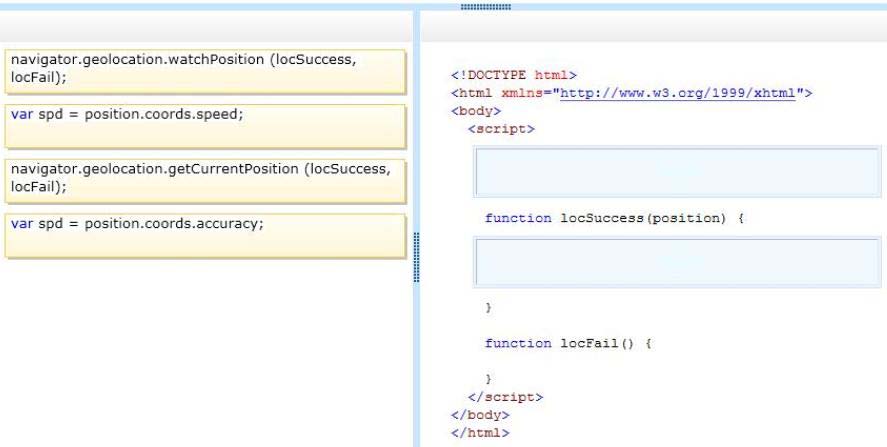 navigator.geolocation.watchPosition (locSuccess,
locFail);
var spd = position.coords.speed;
navigator.geolocation.getCurrentPosition (locSuccess,
locFail);
var spd = position.coords.accuracy;
<!DOCTYPE html>
<html xmlns="http://www.w3.org/1999/xhtml">
<body>
<script>
function locSuccess(position) {
}
function locFail() {
}
</script>
</body>
</html>